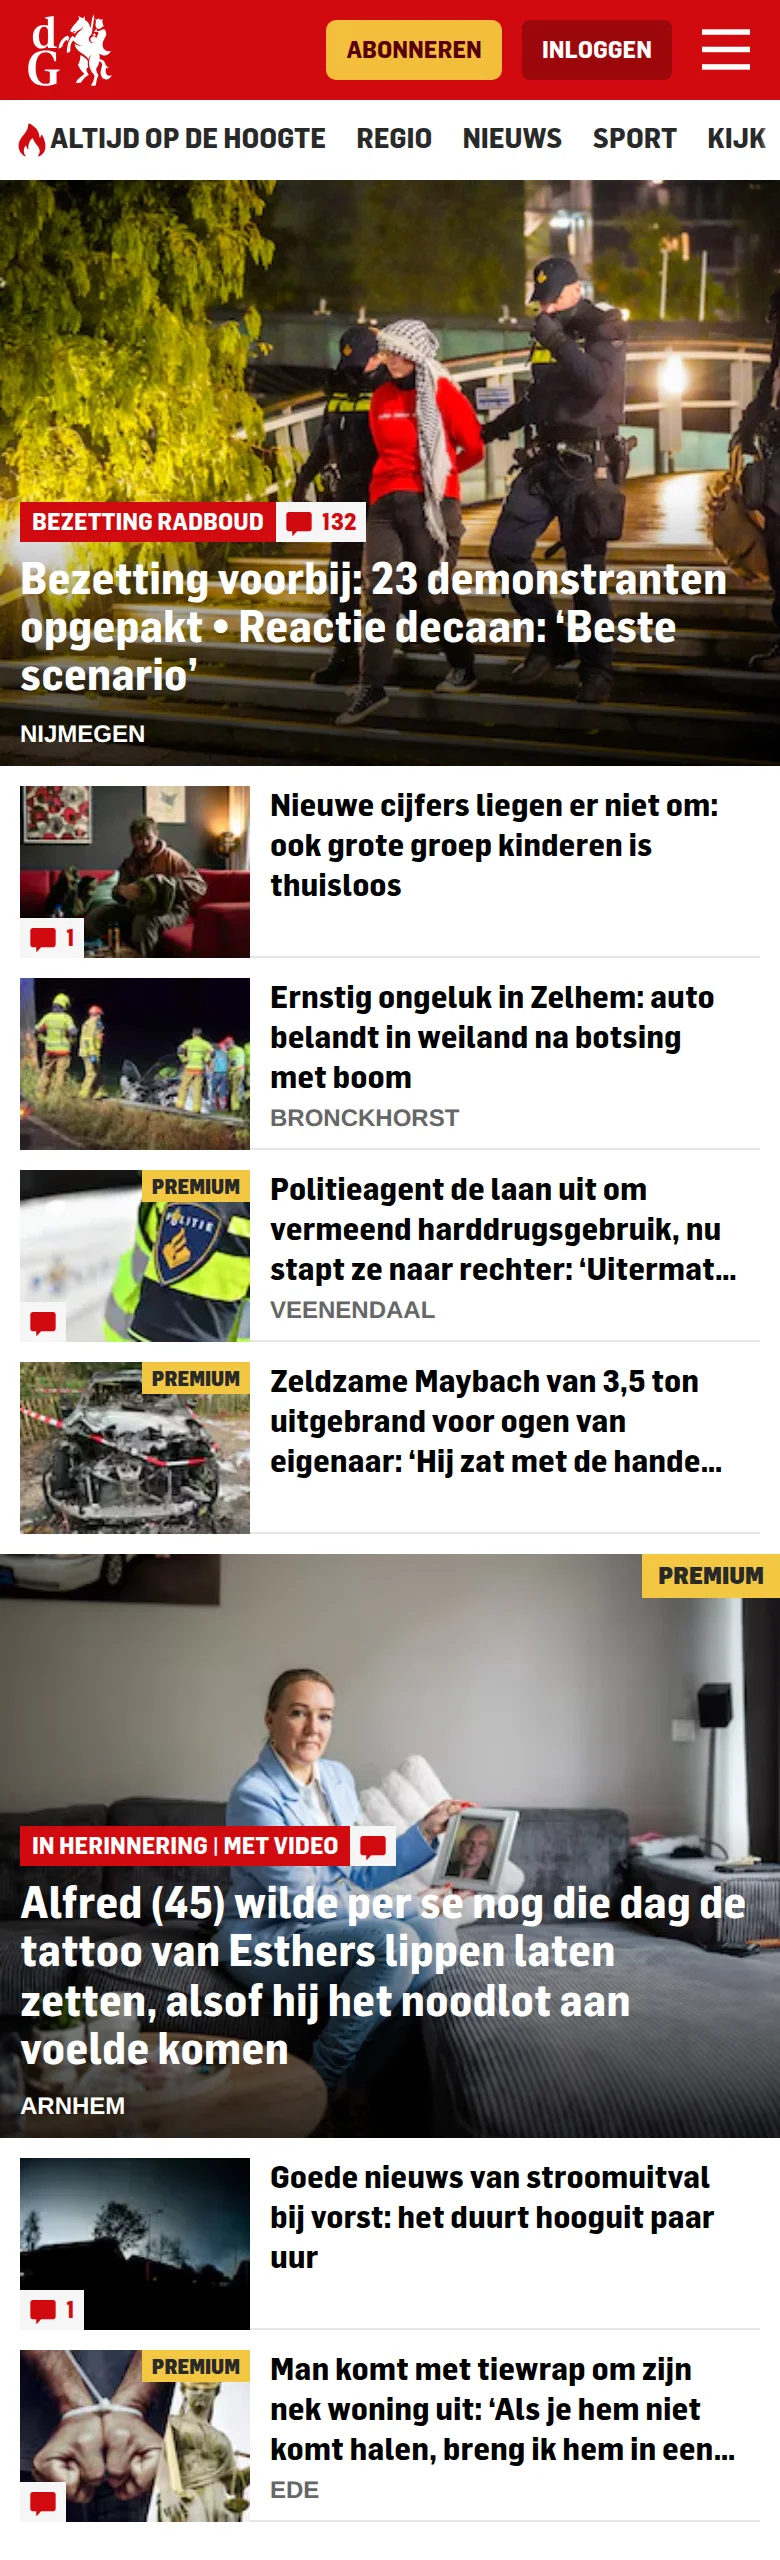 dG
ABONNEREN
INLOGGEN
ALTIJD OP DE HOOGTE
REGIO
NIEUWS
SPORT
KIJK
BEZETTING RADBOUD
132
Bezetting voorbij: 23 demonstranten
opgepakt • Reactie decaan: ‘Beste
scenario’
NIJMEGEN
Nieuwe cijfers liegen er niet om:
ook grote groep kinderen is
thuisloos
1
Ernstig ongeluk in Zelhem: auto
belandt in weiland na botsing
met boom
BRONCKHORST
PREMIUM
POLITIE
Politieagent de laan uit om
vermeend harddrugsgebruik, nu
stapt ze naar rechter: ‘Uitermat...
VEENENDAAL
PREMIUM
Zeldzame Maybach van 3,5 ton
uitgebrand voor ogen van
eigenaar: ‘Hij zat met de hande...
PREMIUM
IN HERINNERING | MET VIDEO
Alfred (45) wilde per se nog die dag de
tattoo van Esthers lippen laten
zetten, alsof hij het noodlot aan
voelde komen
ARNHEM
Goede nieuws van stroomuitval
bij vorst: het duurt hooguit paar
uur
1
PREMIUM
Man komt met tiewrap om zijn
nek woning uit: ‘Als je hem niet
komt halen, breng ik hem in een...
EDE